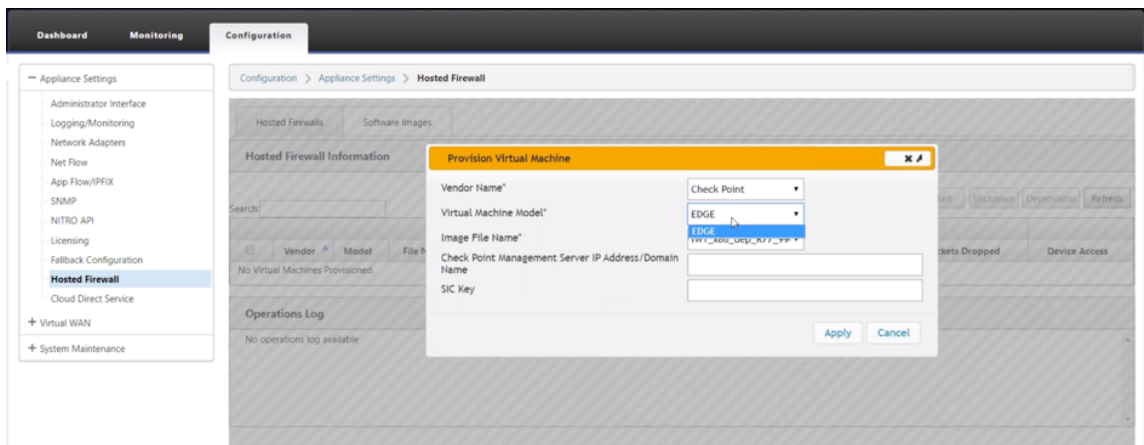 Dashboard Monitoring Configuration
Appliance Settings
Administrator Interface
Logging/Monitoring
Network Adapters
Net Flow
App Flow/IPFIX
SNMP
NITRO API
Licensing
Fallback Configuration
Hosted Firewall
Cloud Direct Service
Virtual WAN
System Maintenance
Configuration > Appliance Settings > Hosted Firewall
Hosted Firewalls Software Images
Hosted Firewall Information
Search:
Shutdown Deprovision Refresh
Vendor Model File N
ckets Dropped Device Access
No Virtual Machines Provisioned.
Operations Log
No operations log available
Provision Virtual Machine
Vendor Name* Check Point
Virtual Machine Model* EDGE
EDGE
Image File Name*
Check Point Management Server IP Address/Domain
Name
SIC Key
Apply Cancel